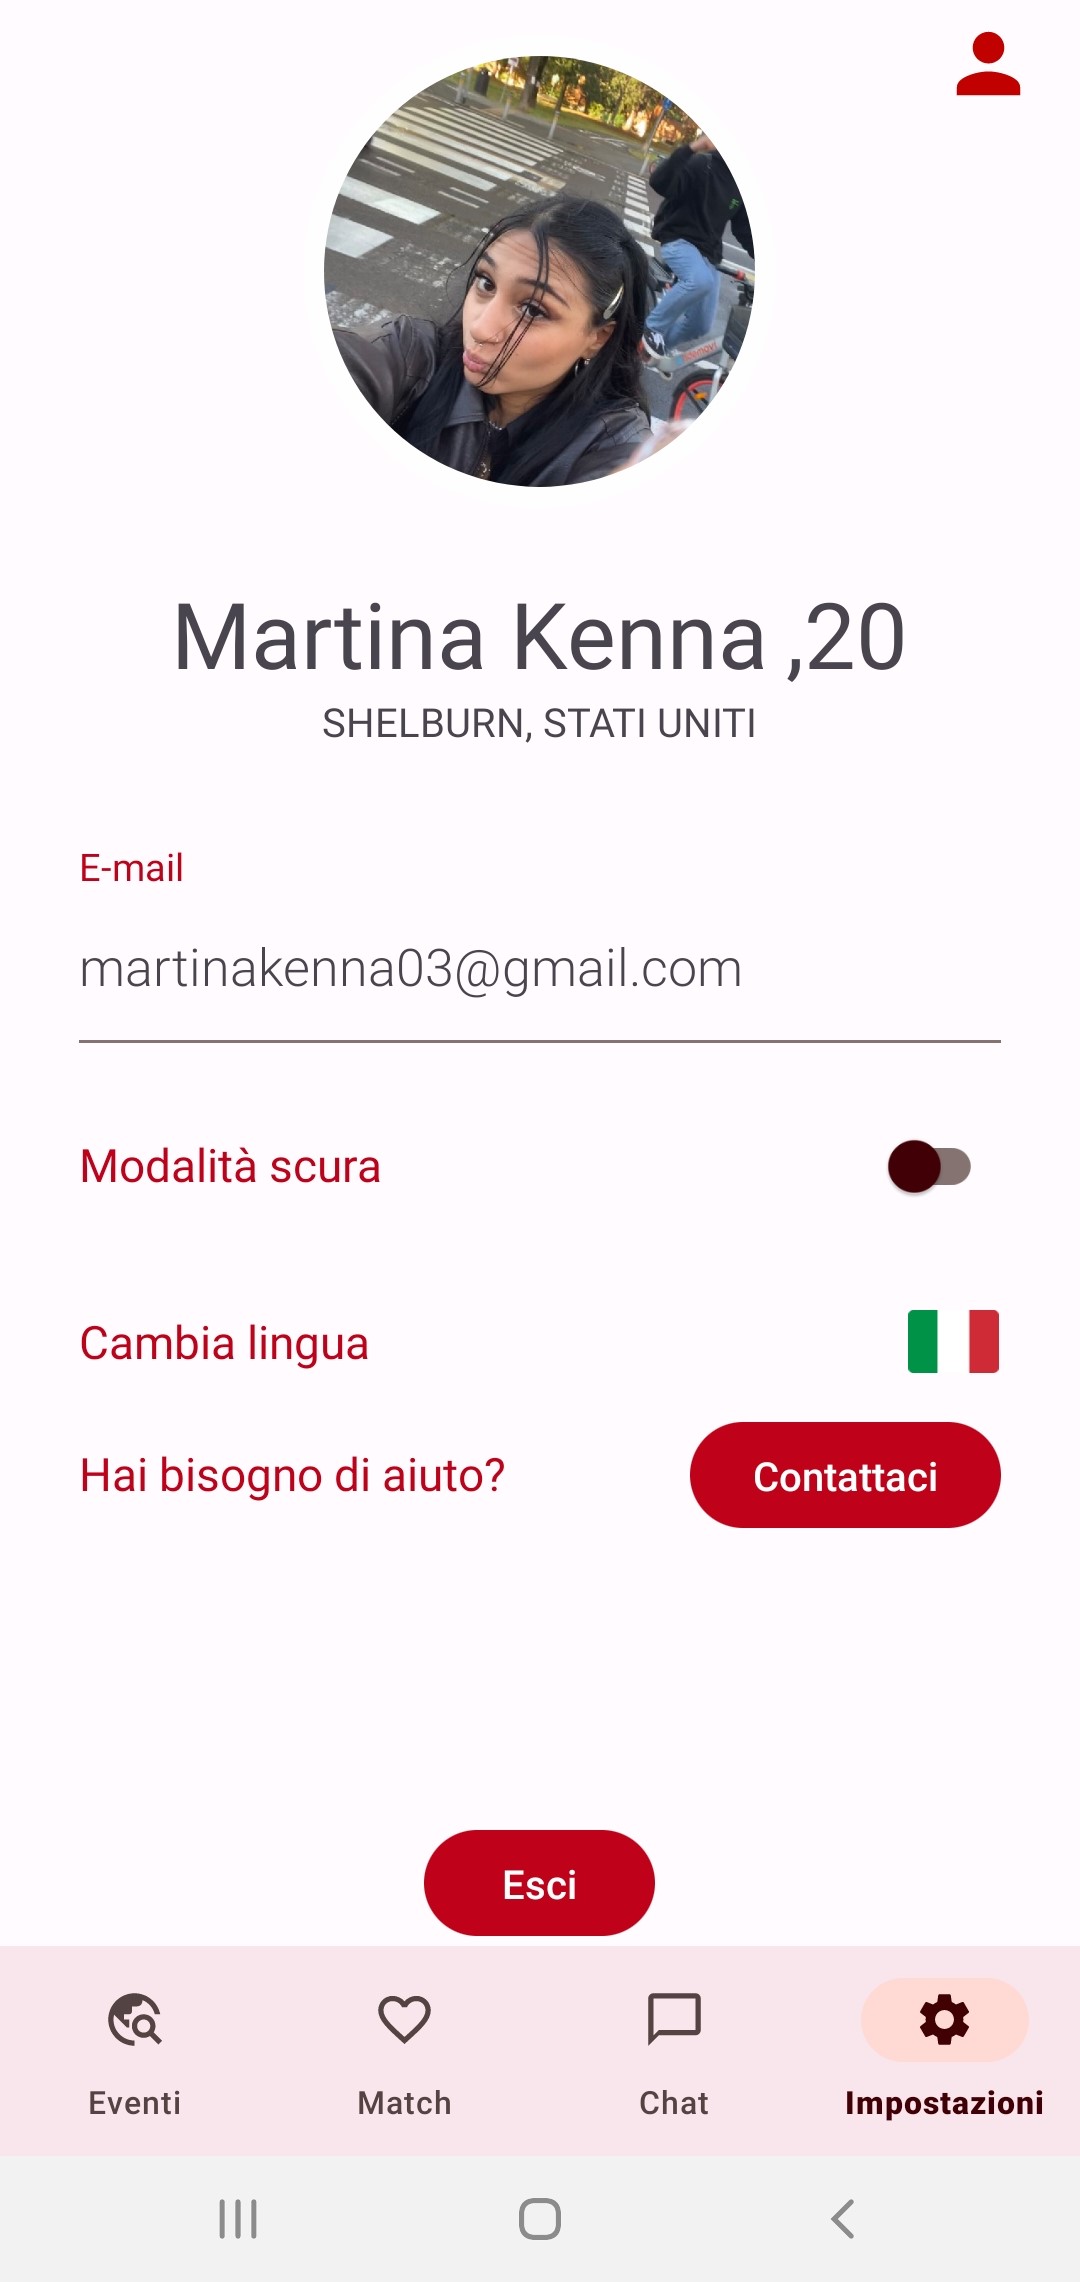 Martina Kenna ,20
SHELBURN, STATI UNITI
E-mail
martinakenna03@gmail.com
Modalità scura
Cambia lingua
Hai bisogno di aiuto?
Contattaci
Esci
Eventi
Match
Chat
Impostazioni